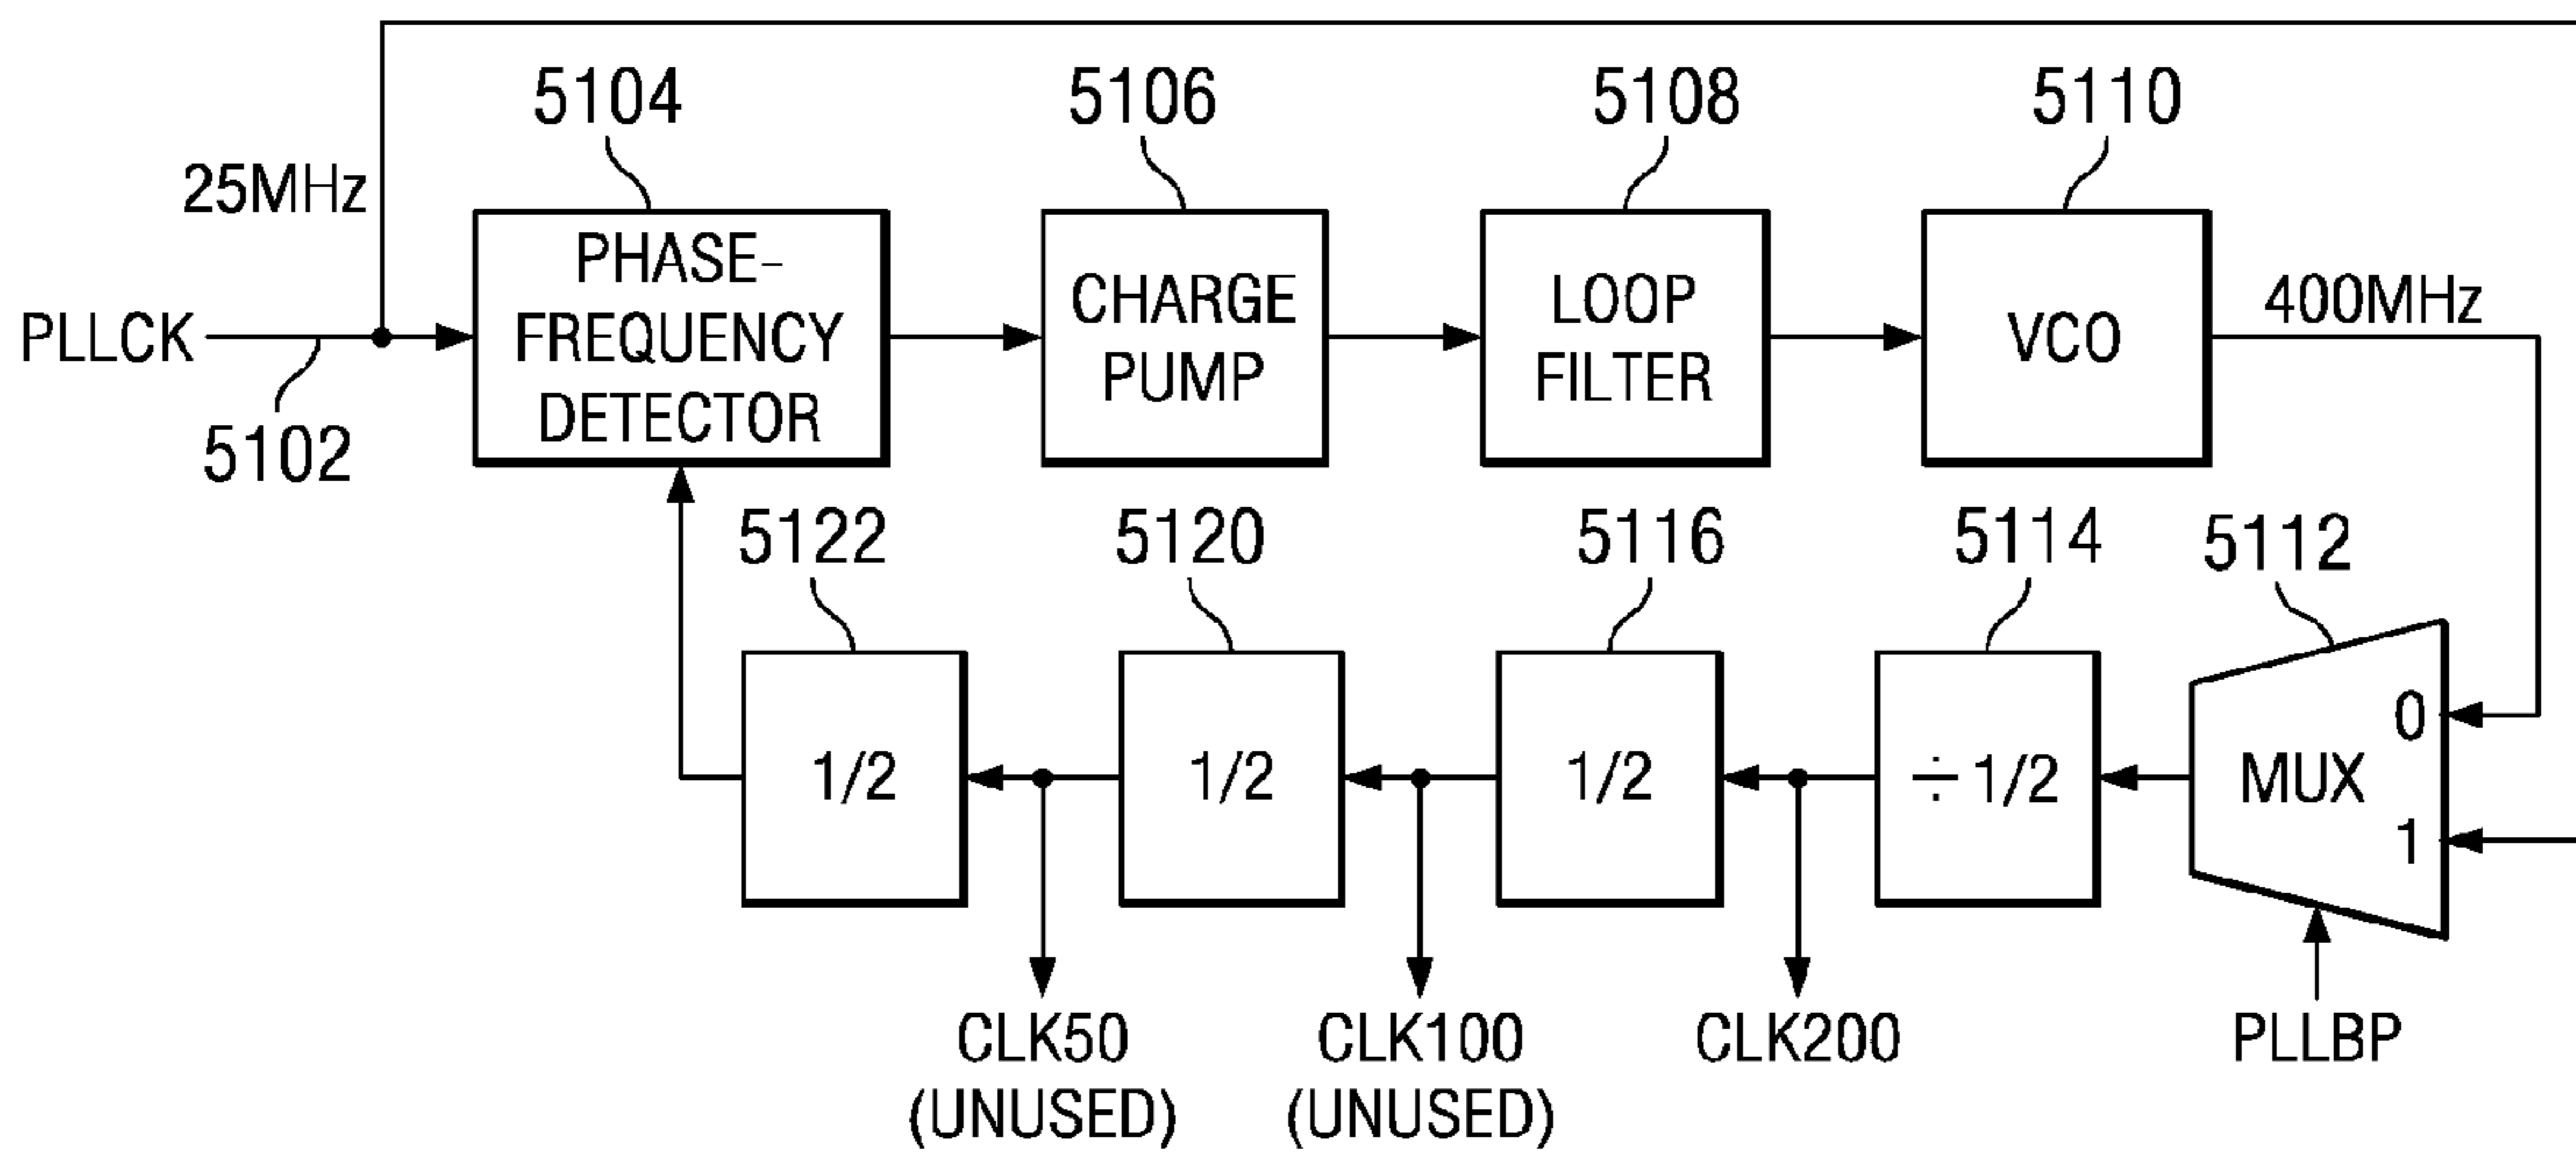 5104
5106
5108
5110
25MHz
PHASE-
FREQUENCY
DETECTOR
CHARGE
PUMP
LOOP
FILTER
VCO
400MHz
PLLCK
5102
5122
5120
5116
5114
5112
1/2
1/2
1/2
÷ 1/2
0
MUX
1
CLK50
(UNUSED)
CLK100
(UNUSED)
CLK200
PLLBP